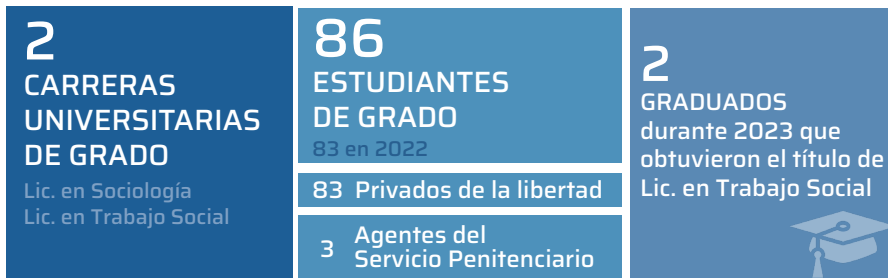 2
CARRERAS
UNIVERSITARIAS
DE GRADO
Lic. en Sociología
Lic. en Trabajo Social
86
ESTUDIANTES
DE GRADO
83 en 2022
83 Privados de la libertad
3 Agentes del
Servicio Penitenciario
2
GRADUADOS
durante 2023 que
obtuvieron el título de
Lic. en Trabajo Social